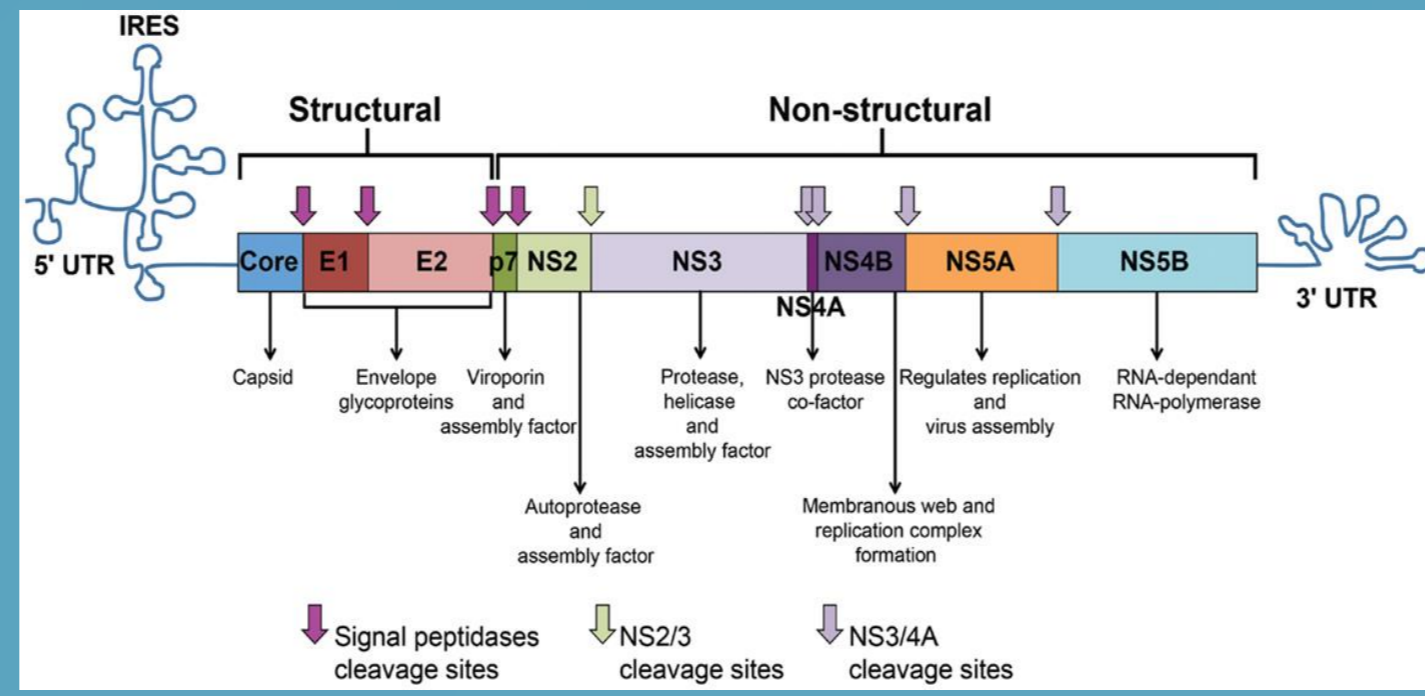 IRES
Structural
Non-structural
5' UTR
Core
E1
E2
p7
NS2
NS3
NS4A
NS4B
NS5A
NS5B
3' UTR
Capsid
Envelope
glycoproteins
Viroporin
and
assembly factor
Protease,
helicase
and
assembly factor
NS3 protease
co-factor
Regulates replication
and
virus assembly
RNA-dependant
RNA-polymerase
Autoprotease
and
assembly factor
Membranous web and
replication complex
formation
Signal peptidases
cleavage sites
NS2/3
cleavage sites
NS3/4A
cleavage sites